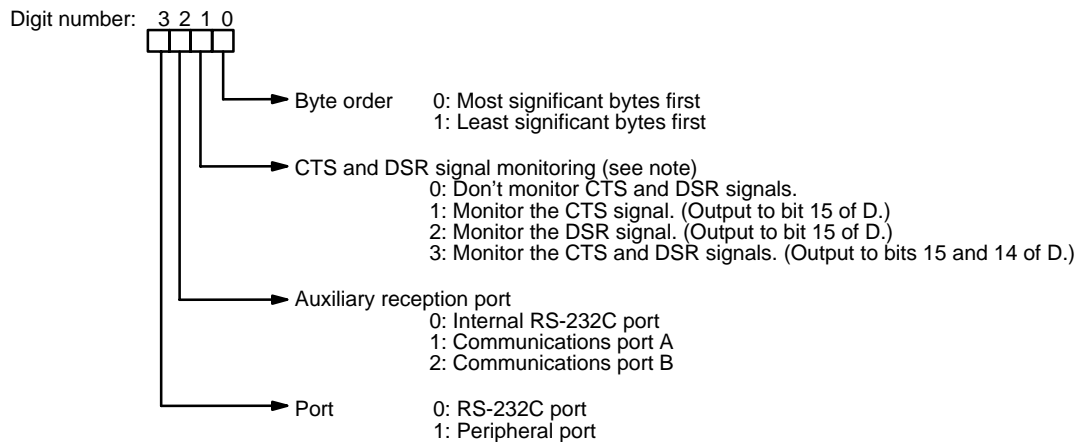 Digit number: 3 2 1 0
Byte order 0: Most significant bytes first
1: Least significant bytes first
CTS and DSR signal monitoring (see note)
0: Don’t monitor CTS and DSR signals.
1: Monitor the CTS signal. (Output to bit 15 of D.)
2: Monitor the DSR signal. (Output to bit 15 of D.)
3: Monitor the CTS and DSR signals. (Output to bits 15 and 14 of D.)
Auxiliary reception port
0: Internal RS-232C port
1: Communications port A
2: Communications port B
Port 0: RS-232C port
1: Peripheral port